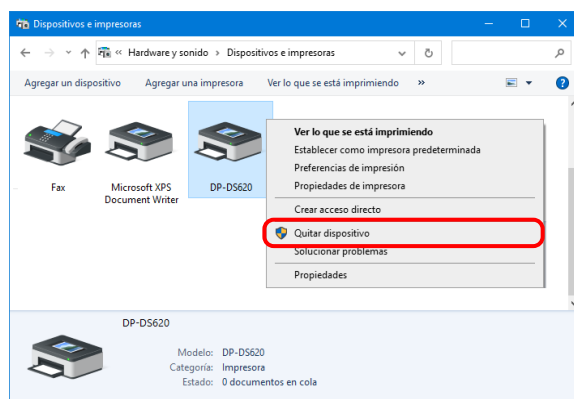 Dispositivos e impresoras
« Hardware y sonido › Dispositivos e impresoras
Agregar un dispositivo Agregar una impresora Ver lo que se está imprimiendo »
Fax
Microsoft XPS
Document Writer
DP-DS620
Ver lo que se está imprimiendo
Establecer como impresora predeterminada
Preferencias de impresión
Propiedades de impresora
Crear acceso directo
Quitar dispositivo
Solucionar problemas
Propiedades
DP-DS620
Modelo: DP-DS620
Categoría: Impresora
Estado: 0 documentos en cola